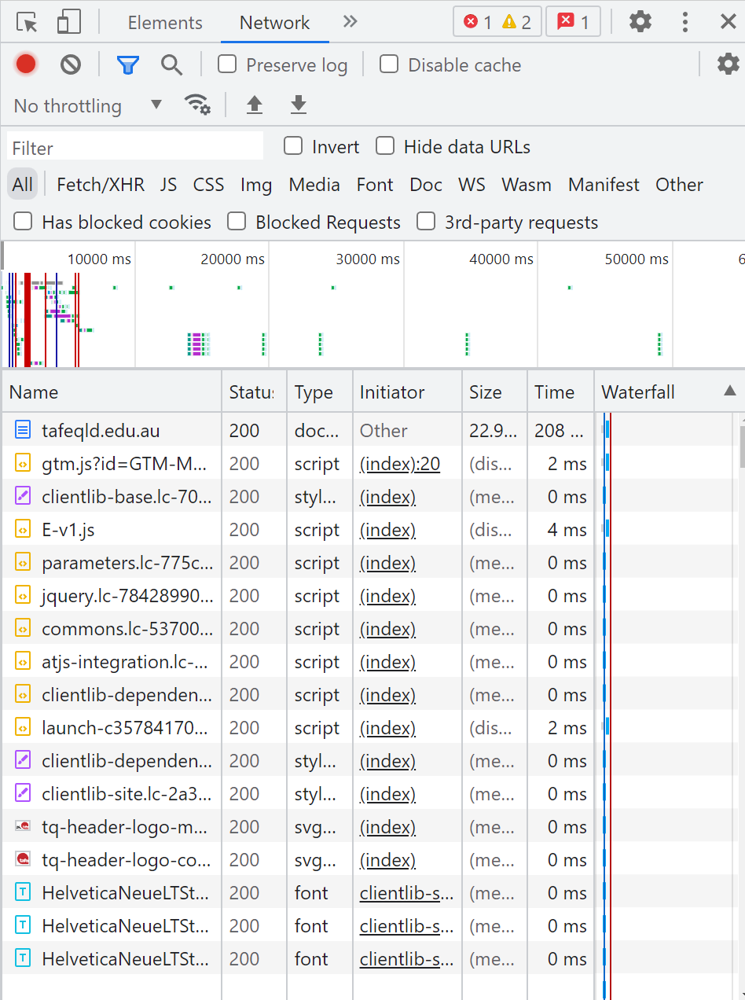 Elements Network 1 2 1
Preserve log Disable cache
No throttling
Filter Invert Hide data URLs
All Fetch/XHR JS CSS Img Media Font Doc WS Wasm Manifest Other
Has blocked cookies Blocked Requests 3rd-party requests
10000 ms 20000 ms 30000 ms 40000 ms 50000 ms 6
Name Status Type Initiator Size Time Waterfall
tafeqld.edu.au 200 doc... Other 22.9... 208 ...
gtm.js?id=GTM-M... 200 script (index):20 (dis... 2 ms
clientlib-base.lc-70... 200 styl... (index) (me... 0 ms
E-v1.js 200 script (index) (dis... 4 ms
parameters.lc-775c... 200 script (index) (me... 0 ms
jquery.lc-78428990... 200 script (index) (me... 0 ms
commons.lc-53700... 200 script (index) (me... 0 ms
atjs-integration.lc-... 200 script (index) (me... 0 ms
clientlib-dependen... 200 script (index) (me... 0 ms
launch-c35784170... 200 script (index) (dis... 2 ms
clientlib-dependen... 200 styl... (index) (me... 0 ms
clientlib-site.lc-2a3... 200 styl... (index) (me... 0 ms
tq-header-logo-m... 200 svg... (index) (me... 0 ms
tq-header-logo-co... 200 svg... (index) (me... 0 ms
HelveticaNeueLTSt... 200 font clientlib-s... (me... 0 ms
HelveticaNeueLTSt... 200 font clientlib-s... (me... 0 ms
HelveticaNeueLTSt... 200 font clientlib-s... (me... 0 ms